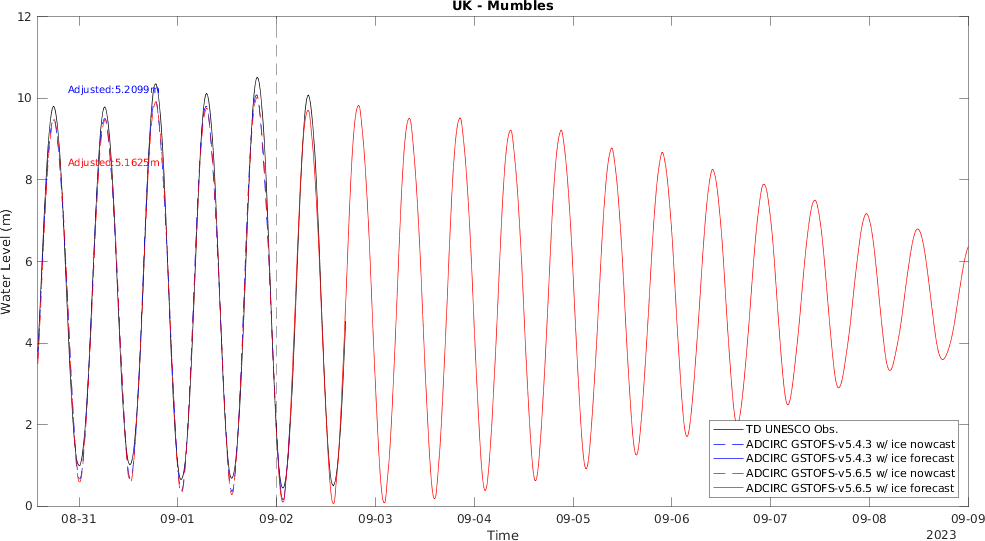 UK - Mumbles
12
10
8
6
4
2
0
Water Level (m)
Adjusted:5.2099m
Adjusted:5.1625m
TD UNESCO Obs.
ADCIRC GSTOFS-v5.4.3 w/ ice nowcast
ADCIRC GSTOFS-v5.4.3 w/ ice forecast
ADCIRC GSTOFS-v5.6.5 w/ ice nowcast
ADCIRC GSTOFS-v5.6.5 w/ ice forecast
08-31 09-01 09-02 09-03 09-04 09-05 09-06 09-07 09-08 09-09
Time
2023